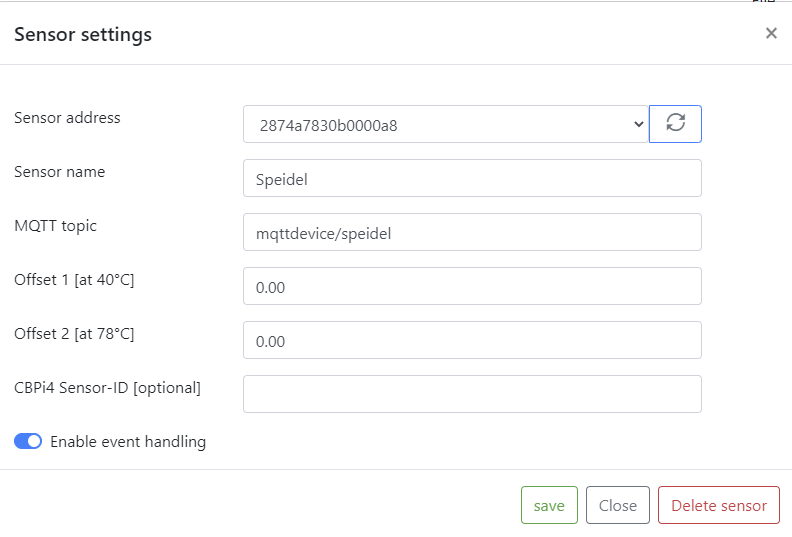 Sensor settings
×
Sensor address
2874a7830b0000a8
Sensor name
Speidel
MQTT topic
mqttdevice/speidel
Offset 1 [at 40°C]
0.00
Offset 2 [at 78°C]
0.00
CBPi4 Sensor-ID [optional]
Enable event handling
save
Close
Delete sensor